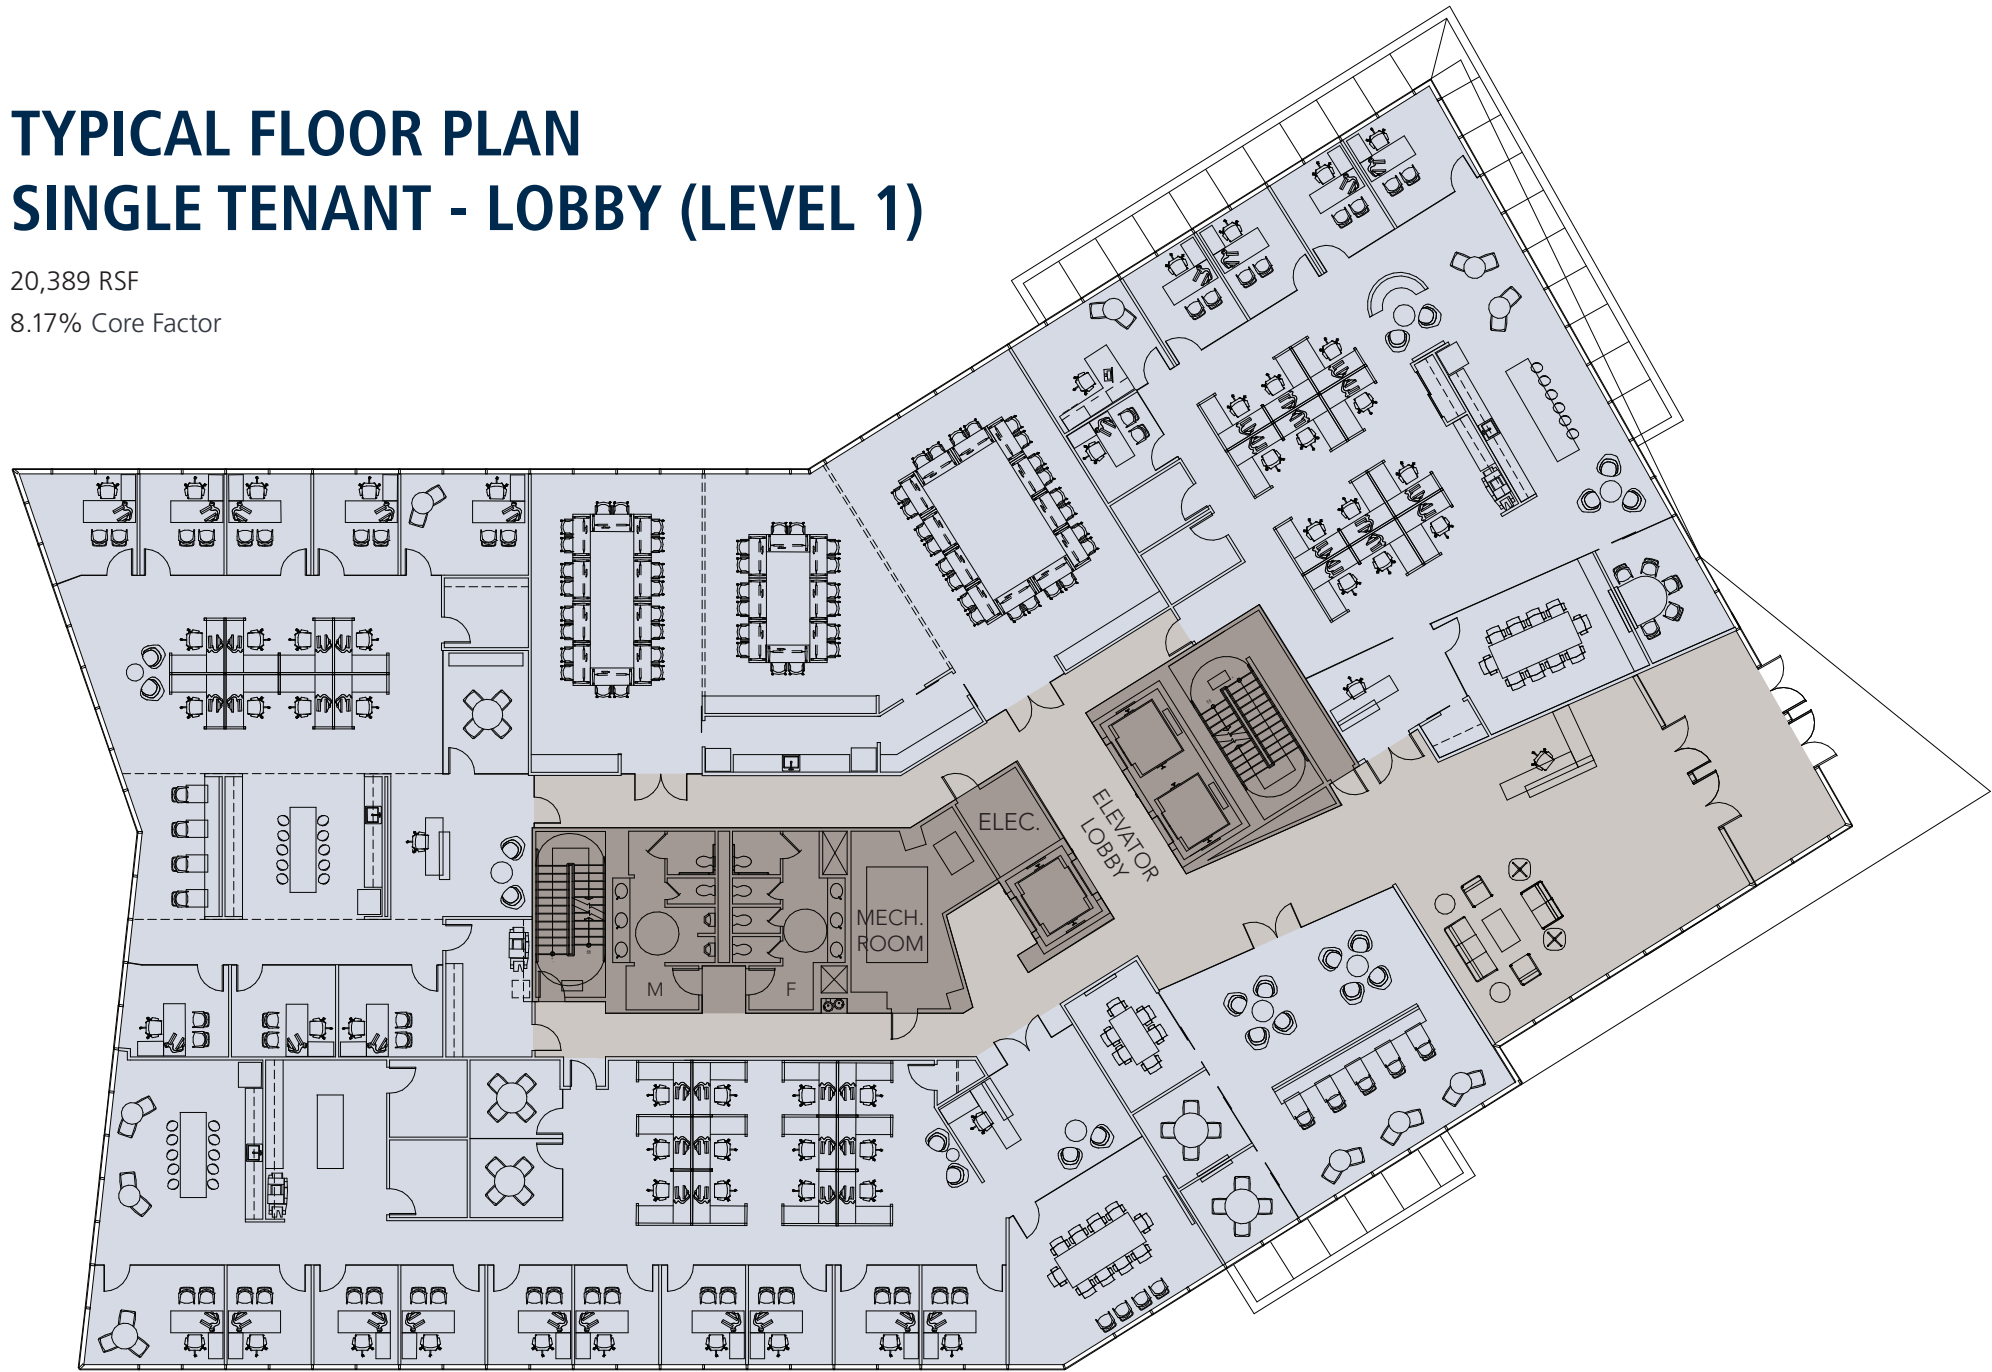 TYPICAL FLOOR PLAN
SINGLE TENANT - LOBBY (LEVEL 1)
20,389 RSF
8.17% Core Factor
ELEC.
ELEVATOR
LOBBY
MECH.
ROOM
M
F